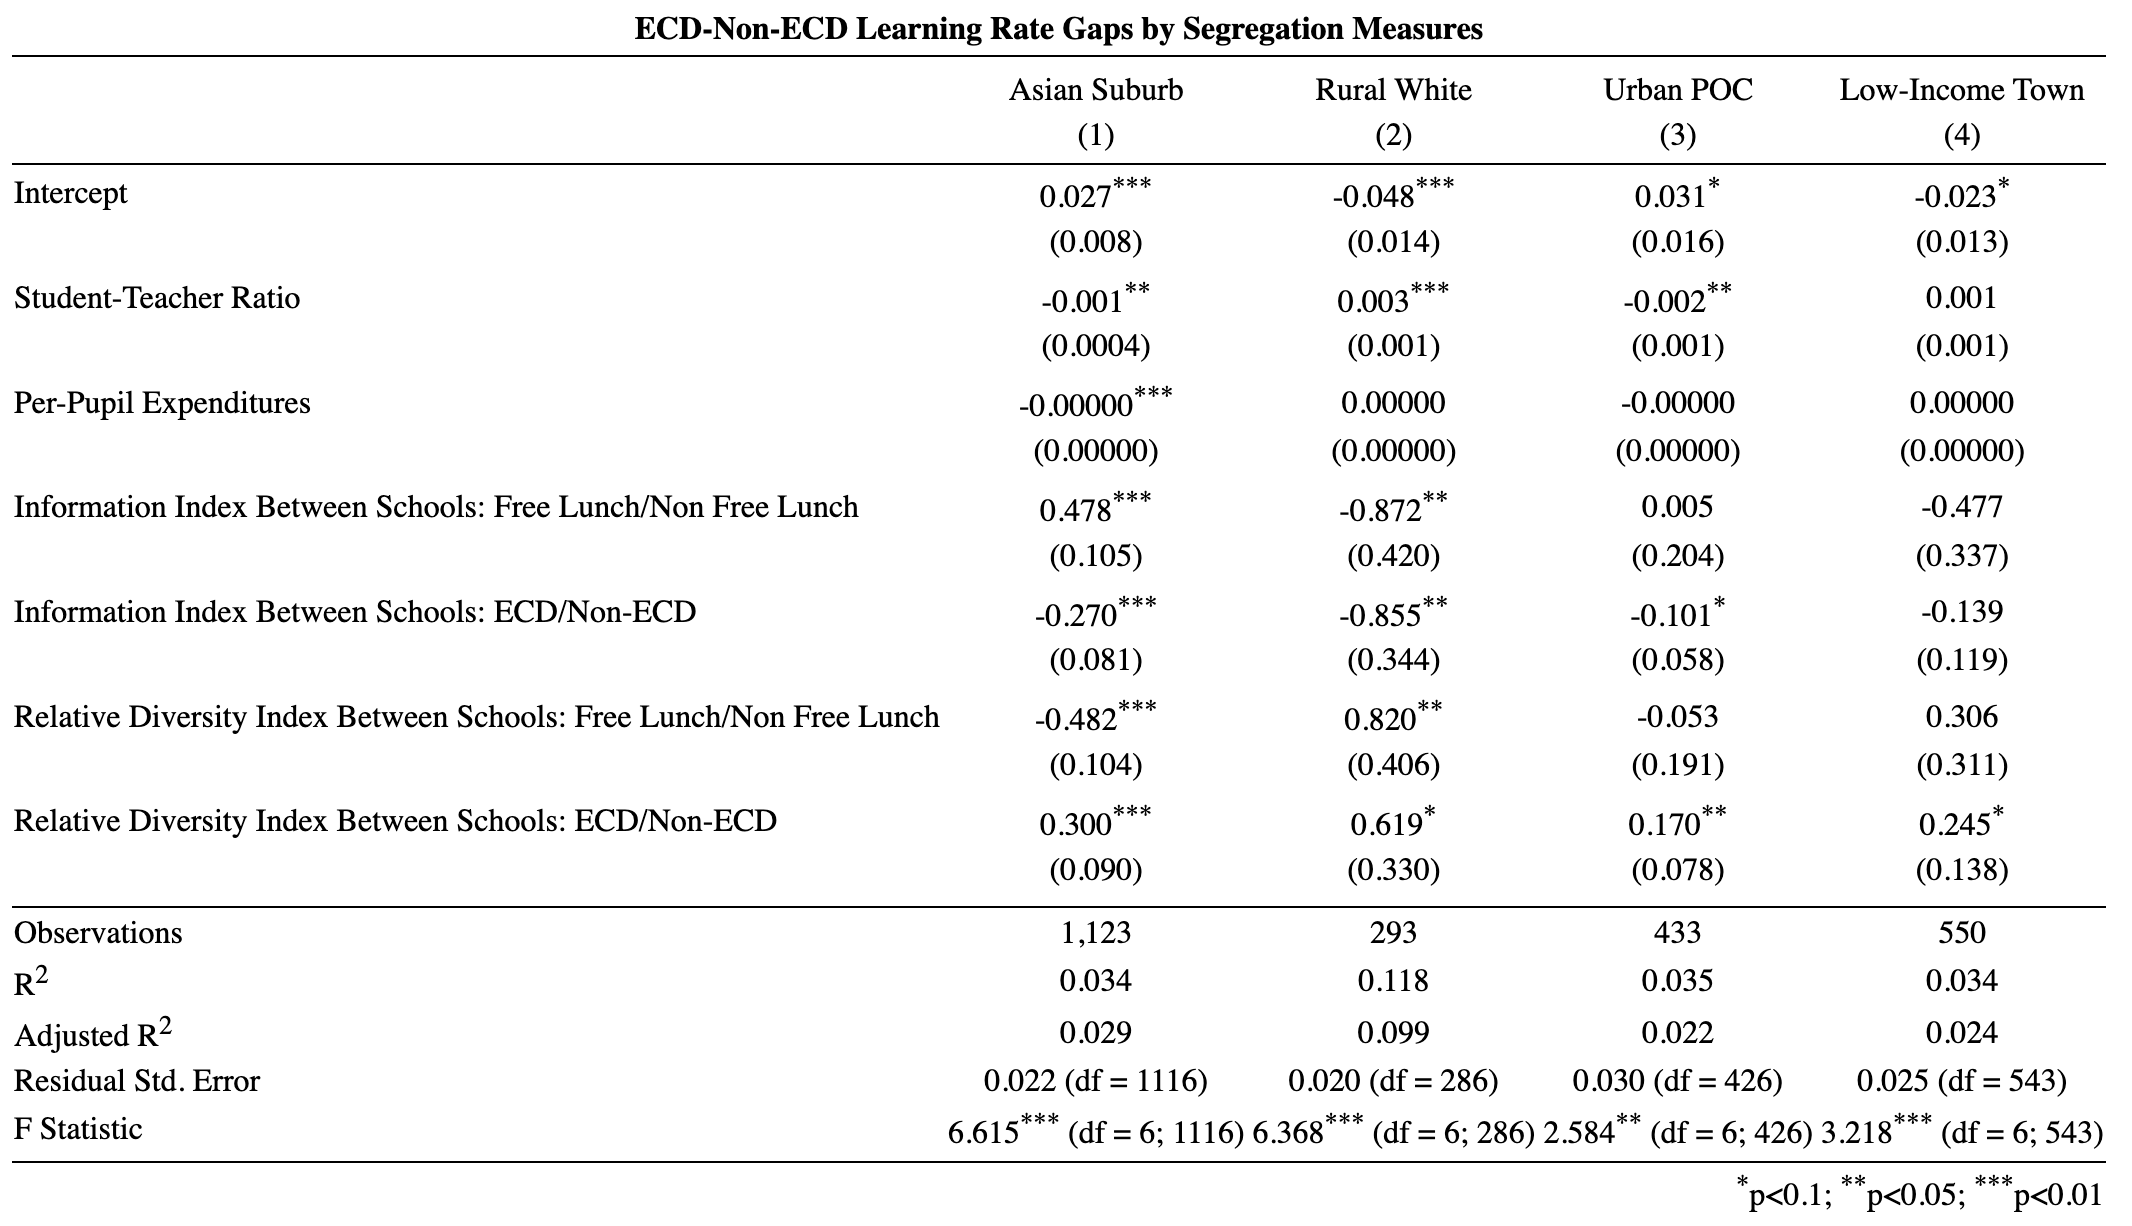 ECD-Non-ECD Learning Rate Gaps by Segregation Measures
Asian Suburb Rural White Urban POC Low-Income Town
(1) (2) (3) (4)
Intercept 0.027*** -0.048*** 0.031* -0.023*
(0.008) (0.014) (0.016) (0.013)
Student-Teacher Ratio -0.001** 0.003*** -0.002** 0.001
(0.0004) (0.001) (0.001) (0.001)
Per-Pupil Expenditures -0.00000*** 0.00000 -0.00000 0.00000
(0.00000) (0.00000) (0.00000) (0.00000)
Information Index Between Schools: Free Lunch/Non Free Lunch 0.478*** -0.872** 0.005 -0.477
(0.105) (0.420) (0.204) (0.337)
Information Index Between Schools: ECD/Non-ECD -0.270*** -0.855** -0.101* -0.139
(0.081) (0.344) (0.058) (0.119)
Relative Diversity Index Between Schools: Free Lunch/Non Free Lunch -0.482*** 0.820** -0.053 0.306
(0.104) (0.406) (0.191) (0.311)
Relative Diversity Index Between Schools: ECD/Non-ECD 0.300*** 0.619* 0.170** 0.245*
(0.090) (0.330) (0.078) (0.138)
Observations 1,123 293 433 550
R2 0.034 0.118 0.035 0.034
Adjusted R2 0.029 0.099 0.022 0.024
Residual Std. Error 0.022 (df = 1116) 0.020 (df = 286) 0.030 (df = 426) 0.025 (df = 543)
F Statistic 6.615*** (df = 6; 1116) 6.368*** (df = 6; 286) 2.584** (df = 6; 426) 3.218*** (df = 6; 543)
*p<0.1; **p<0.05; ***p<0.01